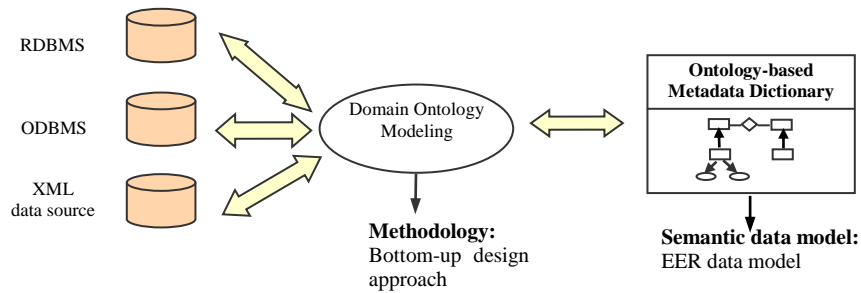 RDBMS
ODBMS
XML
data source
Domain Ontology
Modeling
Methodology:
Bottom-up design
approach
Ontology-based
Metadata Dictionary
Semantic data model:
EER data model